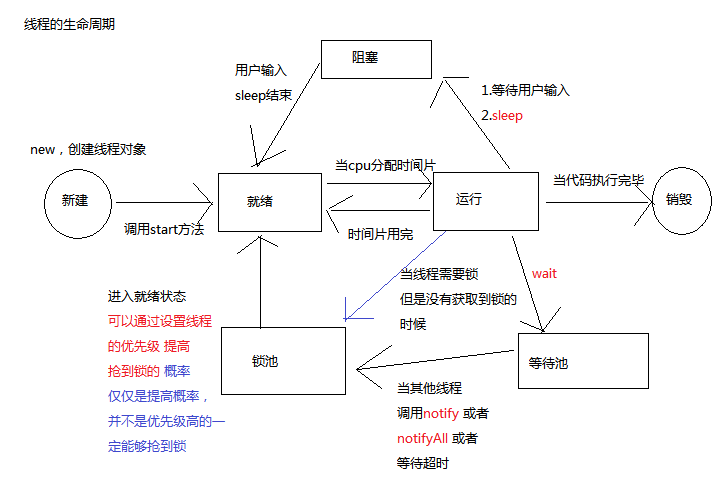 线程的生命周期
阻塞
用户输入
sleep结束
1.等待用户输入
2.sleep
new，创建线程对象
新建
调用start方法
就绪
当cpu分配时间片
时间片用完
运行
当代码执行完毕
销毁
进入就绪状态
可以通过设置线程
的优先级 提高
抢到锁的 概率
仅仅是提高概率，
并不是优先级高的一
定能够抢到锁
锁池
当线程需要锁
但是没有获取到锁的
时候
wait
等待池
当其他线程
调用notify 或者
notifyAll 或者
等待超时